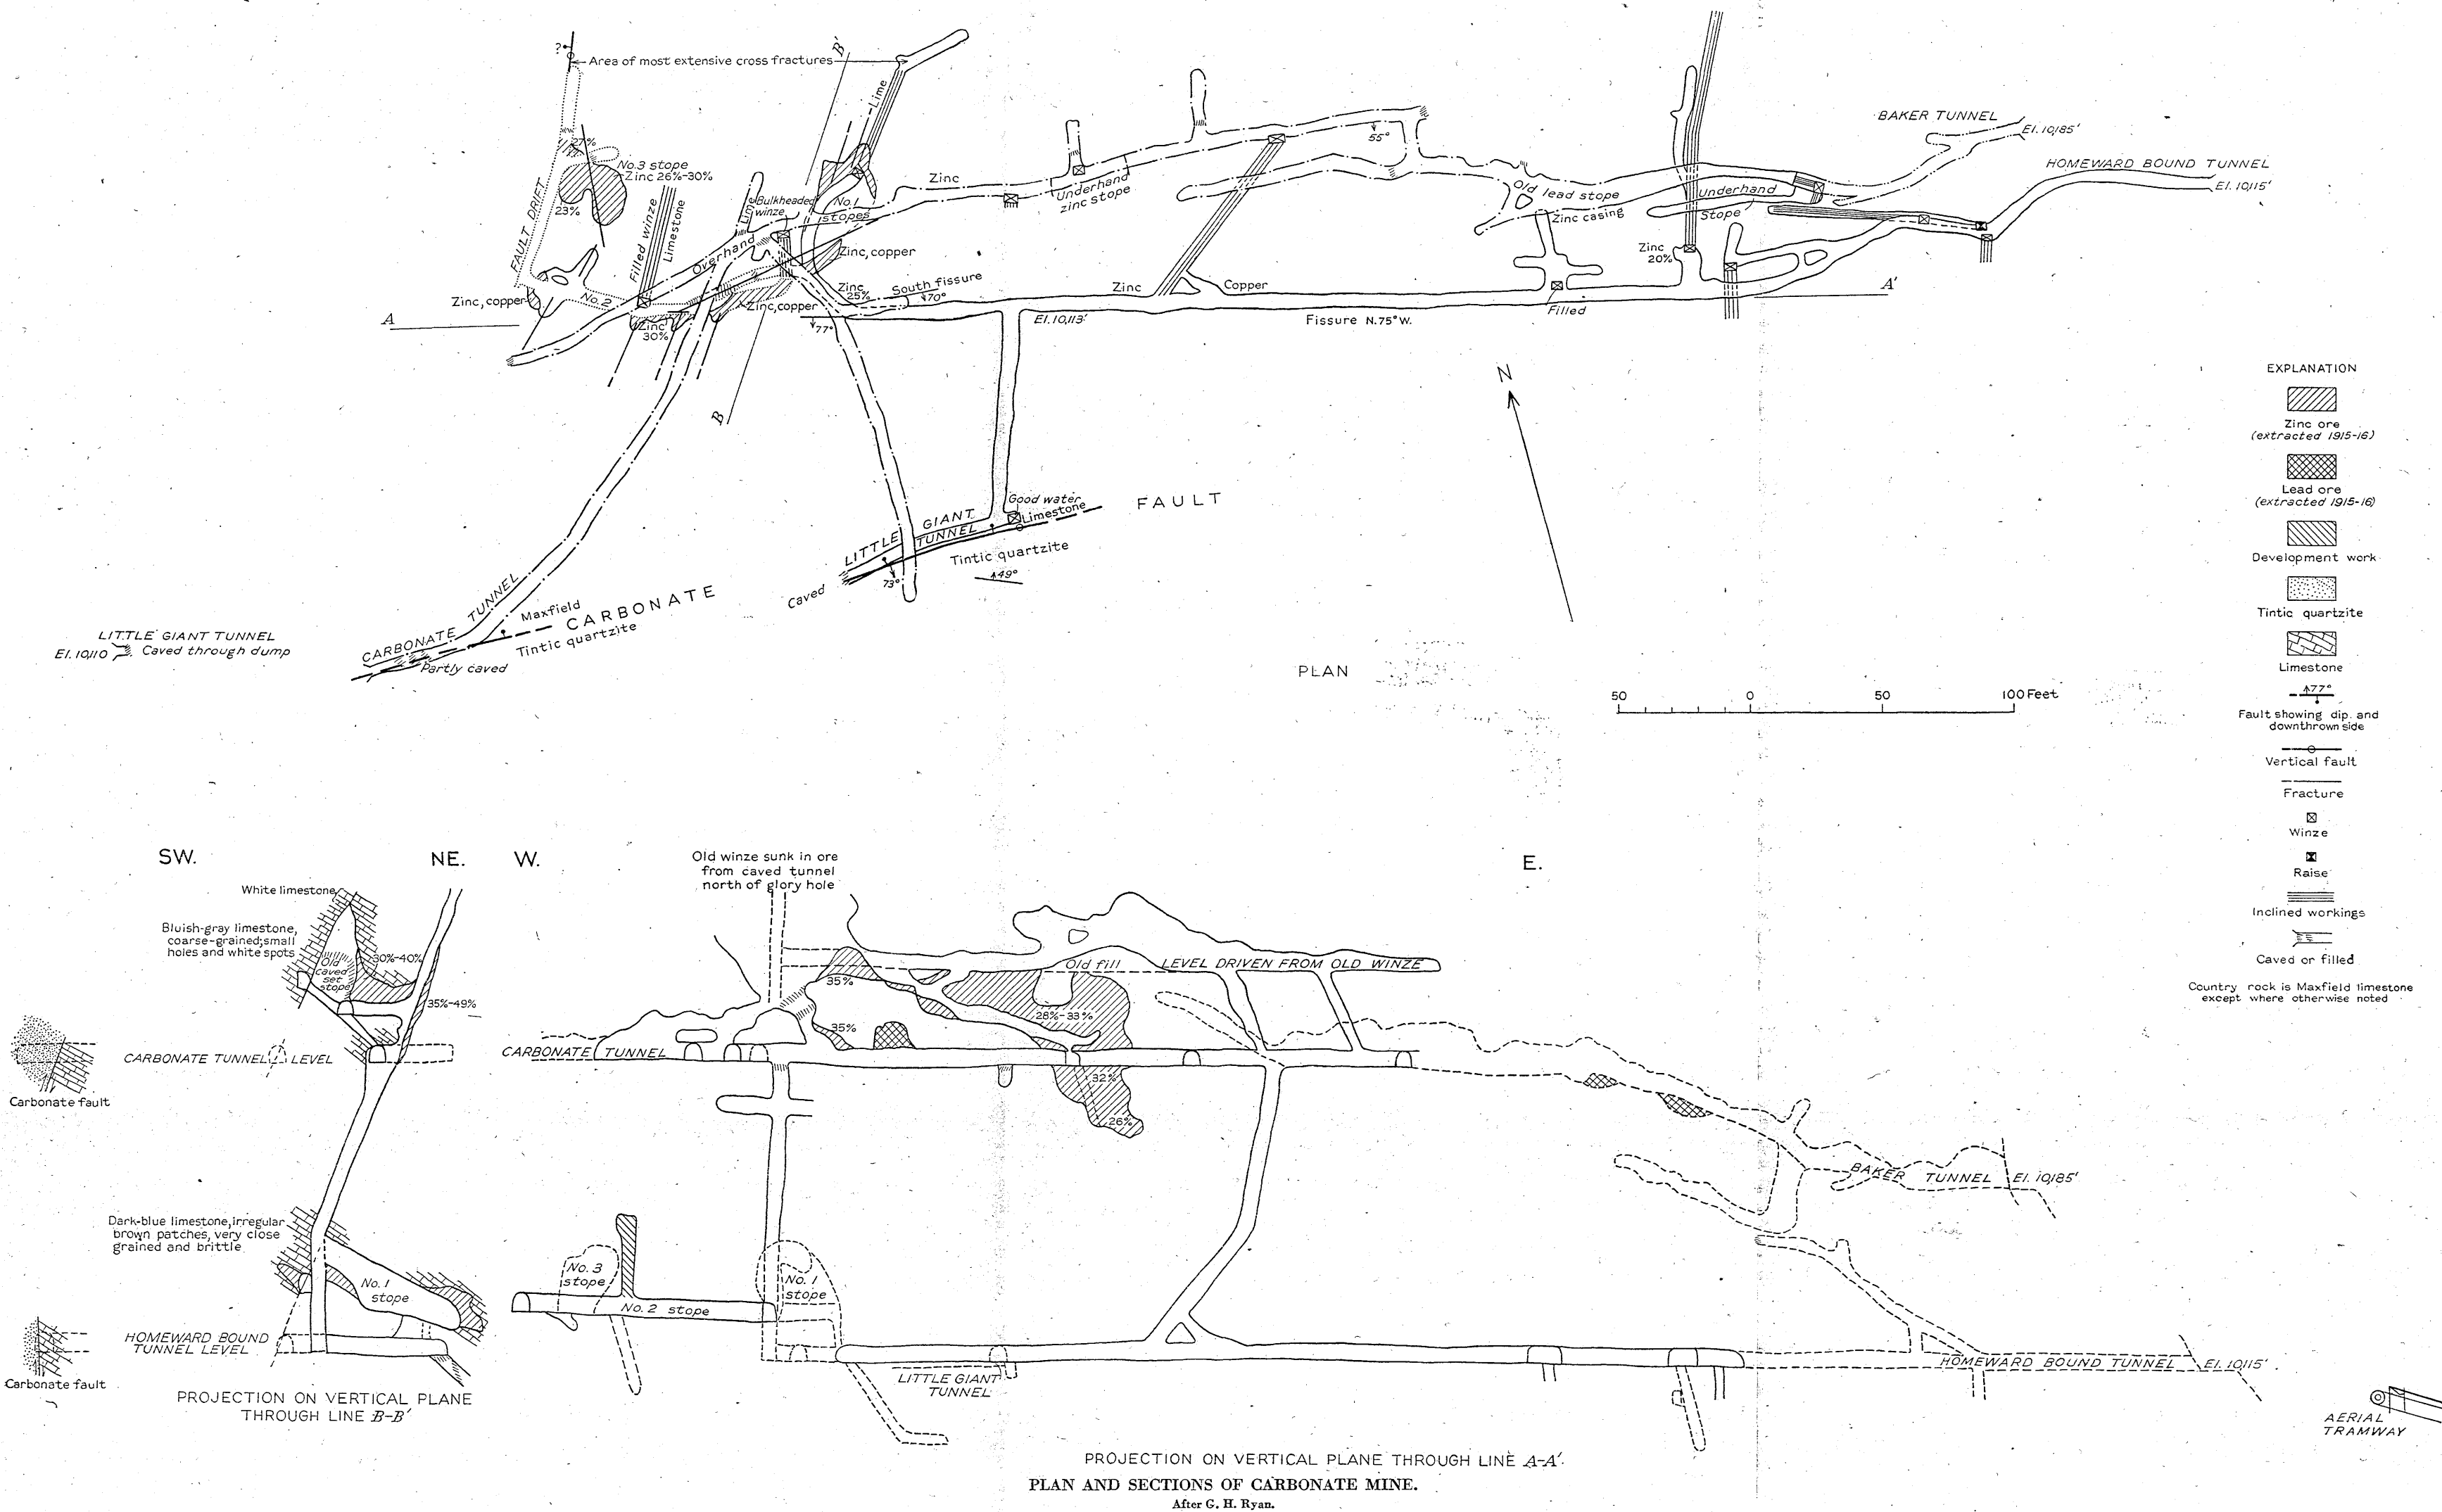 ?
Area of most extensive cross fractures
B'
Lime
27%
No.3 stope
Zinc 26%-30%
23%
FAULT DRIFT
Filled winze
Limestone
Lime
Bulkheaded
winze
No.1
stopes
Overhand
Zinc, copper
No. 2
Zinc, copper
Zinc
30%
Zinc, copper
Zinc
25%
South fissure
70°
77°
A
B
Zinc
Underhand
zinc stope
55°
Zinc
Copper
El. 10,113'
Fissure N.75°W.
Old lead stope
Zinc casing
Underhand
Stope
Zinc
20%
Filled
A'
BAKER TUNNEL
El. 10,185'
HOMEWARD BOUND TUNNEL
El. 10,115'
Good water
Limestone
LITTLE GIANT
TUNNEL
FAULT
Tintic quartzite
49°
73°
Caved
CARBONATE TUNNEL
Maxfield
CARBONATE
Tintic quartzite
Partly caved
LITTLE GIANT TUNNEL
El. 10,110 Caved through dump
N
PLAN
50 0 50 100 Feet
EXPLANATION
Zinc ore
(extracted 1915-16)
Lead ore
(extracted 1915-16)
Development work
Tintic quartzite
Limestone
77°
Fault showing dip and
downthrown side
Vertical fault
Fracture
Winze
Raise
Inclined workings
Caved or filled
Country rock is Maxfield limestone
except where otherwise noted
SW. NE.
White limestone
Bluish-gray limestone,
coarse-grained; small
holes and white spots
Old
caved
set
stope
30%-40%
35%-49%
CARBONATE TUNNEL LEVEL
Carbonate fault
Dark-blue limestone, irregular
brown patches, very close
grained and brittle
No. 1
stope
HOMEWARD BOUND
TUNNEL LEVEL
Carbonate fault
PROJECTION ON VERTICAL PLANE
THROUGH LINE B-B'
W. E.
Old winze sunk in ore
from caved tunnel
north of glory hole
Old fill
LEVEL DRIVEN FROM OLD WINZE
35%
28%-33%
35%
CARBONATE TUNNEL
32%
26%
BAKER TUNNEL El. 10,185'
No. 3
stope
No. 2 stope
No. 1
stope
LITTLE GIANT
TUNNEL
HOMEWARD BOUND TUNNEL El. 10,115'
AERIAL
TRAMWAY
PROJECTION ON VERTICAL PLANE THROUGH LINE A-A'.
PLAN AND SECTIONS OF CARBONATE MINE.
After G. H. Ryan.